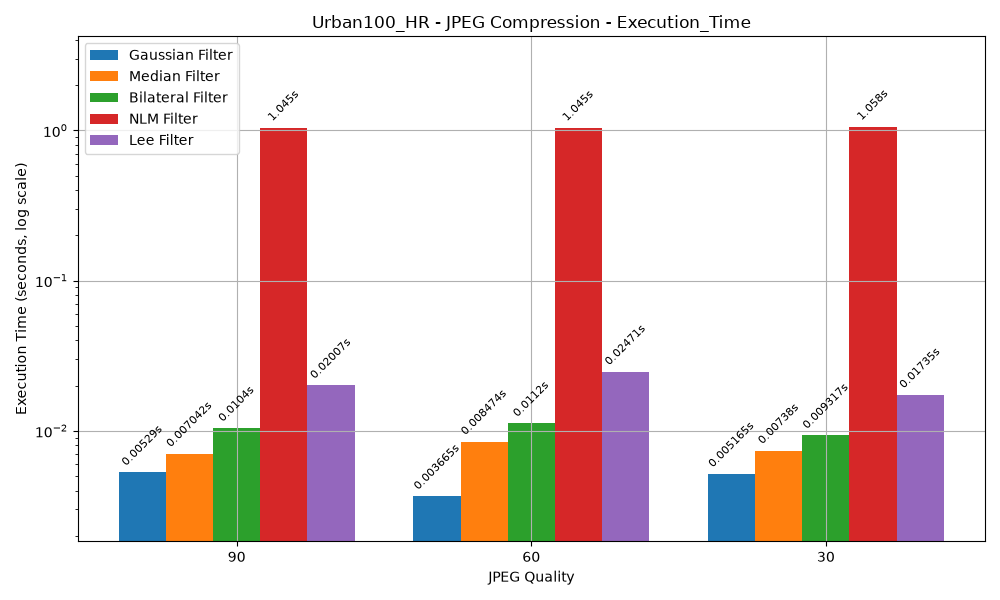 Urban100_HR - JPEG Compression - Execution_Time
Gaussian Filter
Median Filter
Bilateral Filter
NLM Filter
Lee Filter
Execution Time (seconds, log scale)
10⁰
10⁻¹
10⁻²
0.00529s
0.007042s
0.0104s
1.045s
0.02007s
0.003665s
0.008474s
0.0112s
1.045s
0.02471s
0.005165s
0.00738s
0.009317s
1.058s
0.01735s
90
60
30
JPEG Quality